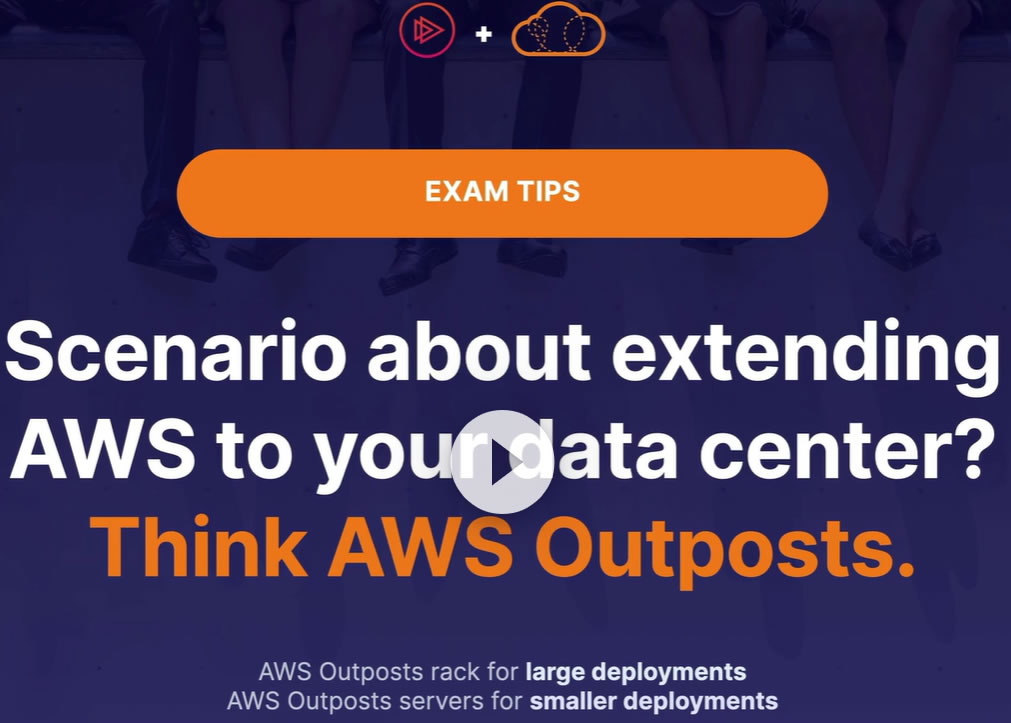 +
EXAM TIPS
Scenario about extending
AWS to your data center?
Think AWS Outposts.
AWS Outposts rack for large deployments
AWS Outposts servers for smaller deployments